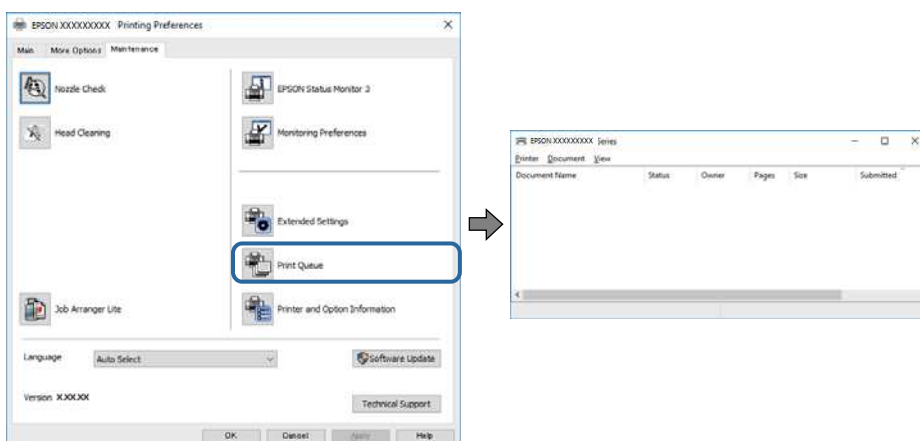 EPSON XXXXXXXXX Printing Preferences
Main More Options Maintenance
Nozzle Check
EPSON Status Monitor 3
Head Cleaning
Monitoring Preferences
Extended Settings
Print Queue
Job Arranger Lite
Printer and Option Information
Language Auto Select Software Update
Version X.XX.XX
Technical Support
OK Cancel Apply Help
EPSON XXXXXXXXX Series
Printer Document View
Document Name Status Owner Pages Size Submitted